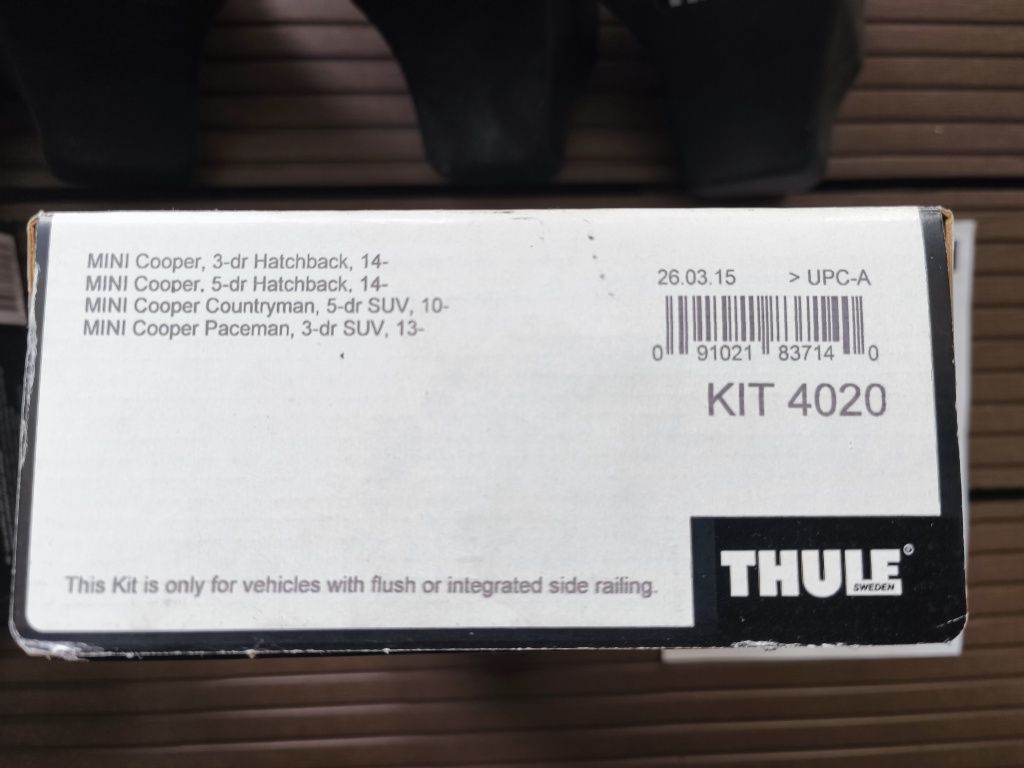 MINI Cooper, 3-dr Hatchback, 14-
MINI Cooper, 5-dr Hatchback, 14-
MINI Cooper Countryman, 5-dr SUV, 10-
MINI Cooper Paceman, 3-dr SUV, 13-
26.03.15 > UPC-A
0 91021 83714 0
KIT 4020
This Kit is only for vehicles with flush or integrated side railing.
THULE®
SWEDEN